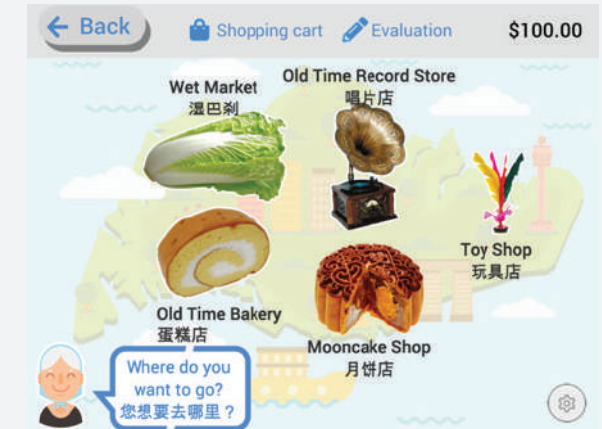 Back
Shopping cart
Evaluation
$100.00
Wet Market
湿巴刹
Old Time Record Store
唱片店
Toy Shop
玩具店
Old Time Bakery
蛋糕店
Mooncake Shop
月饼店
Where do you
want to go?
您想要去哪里？